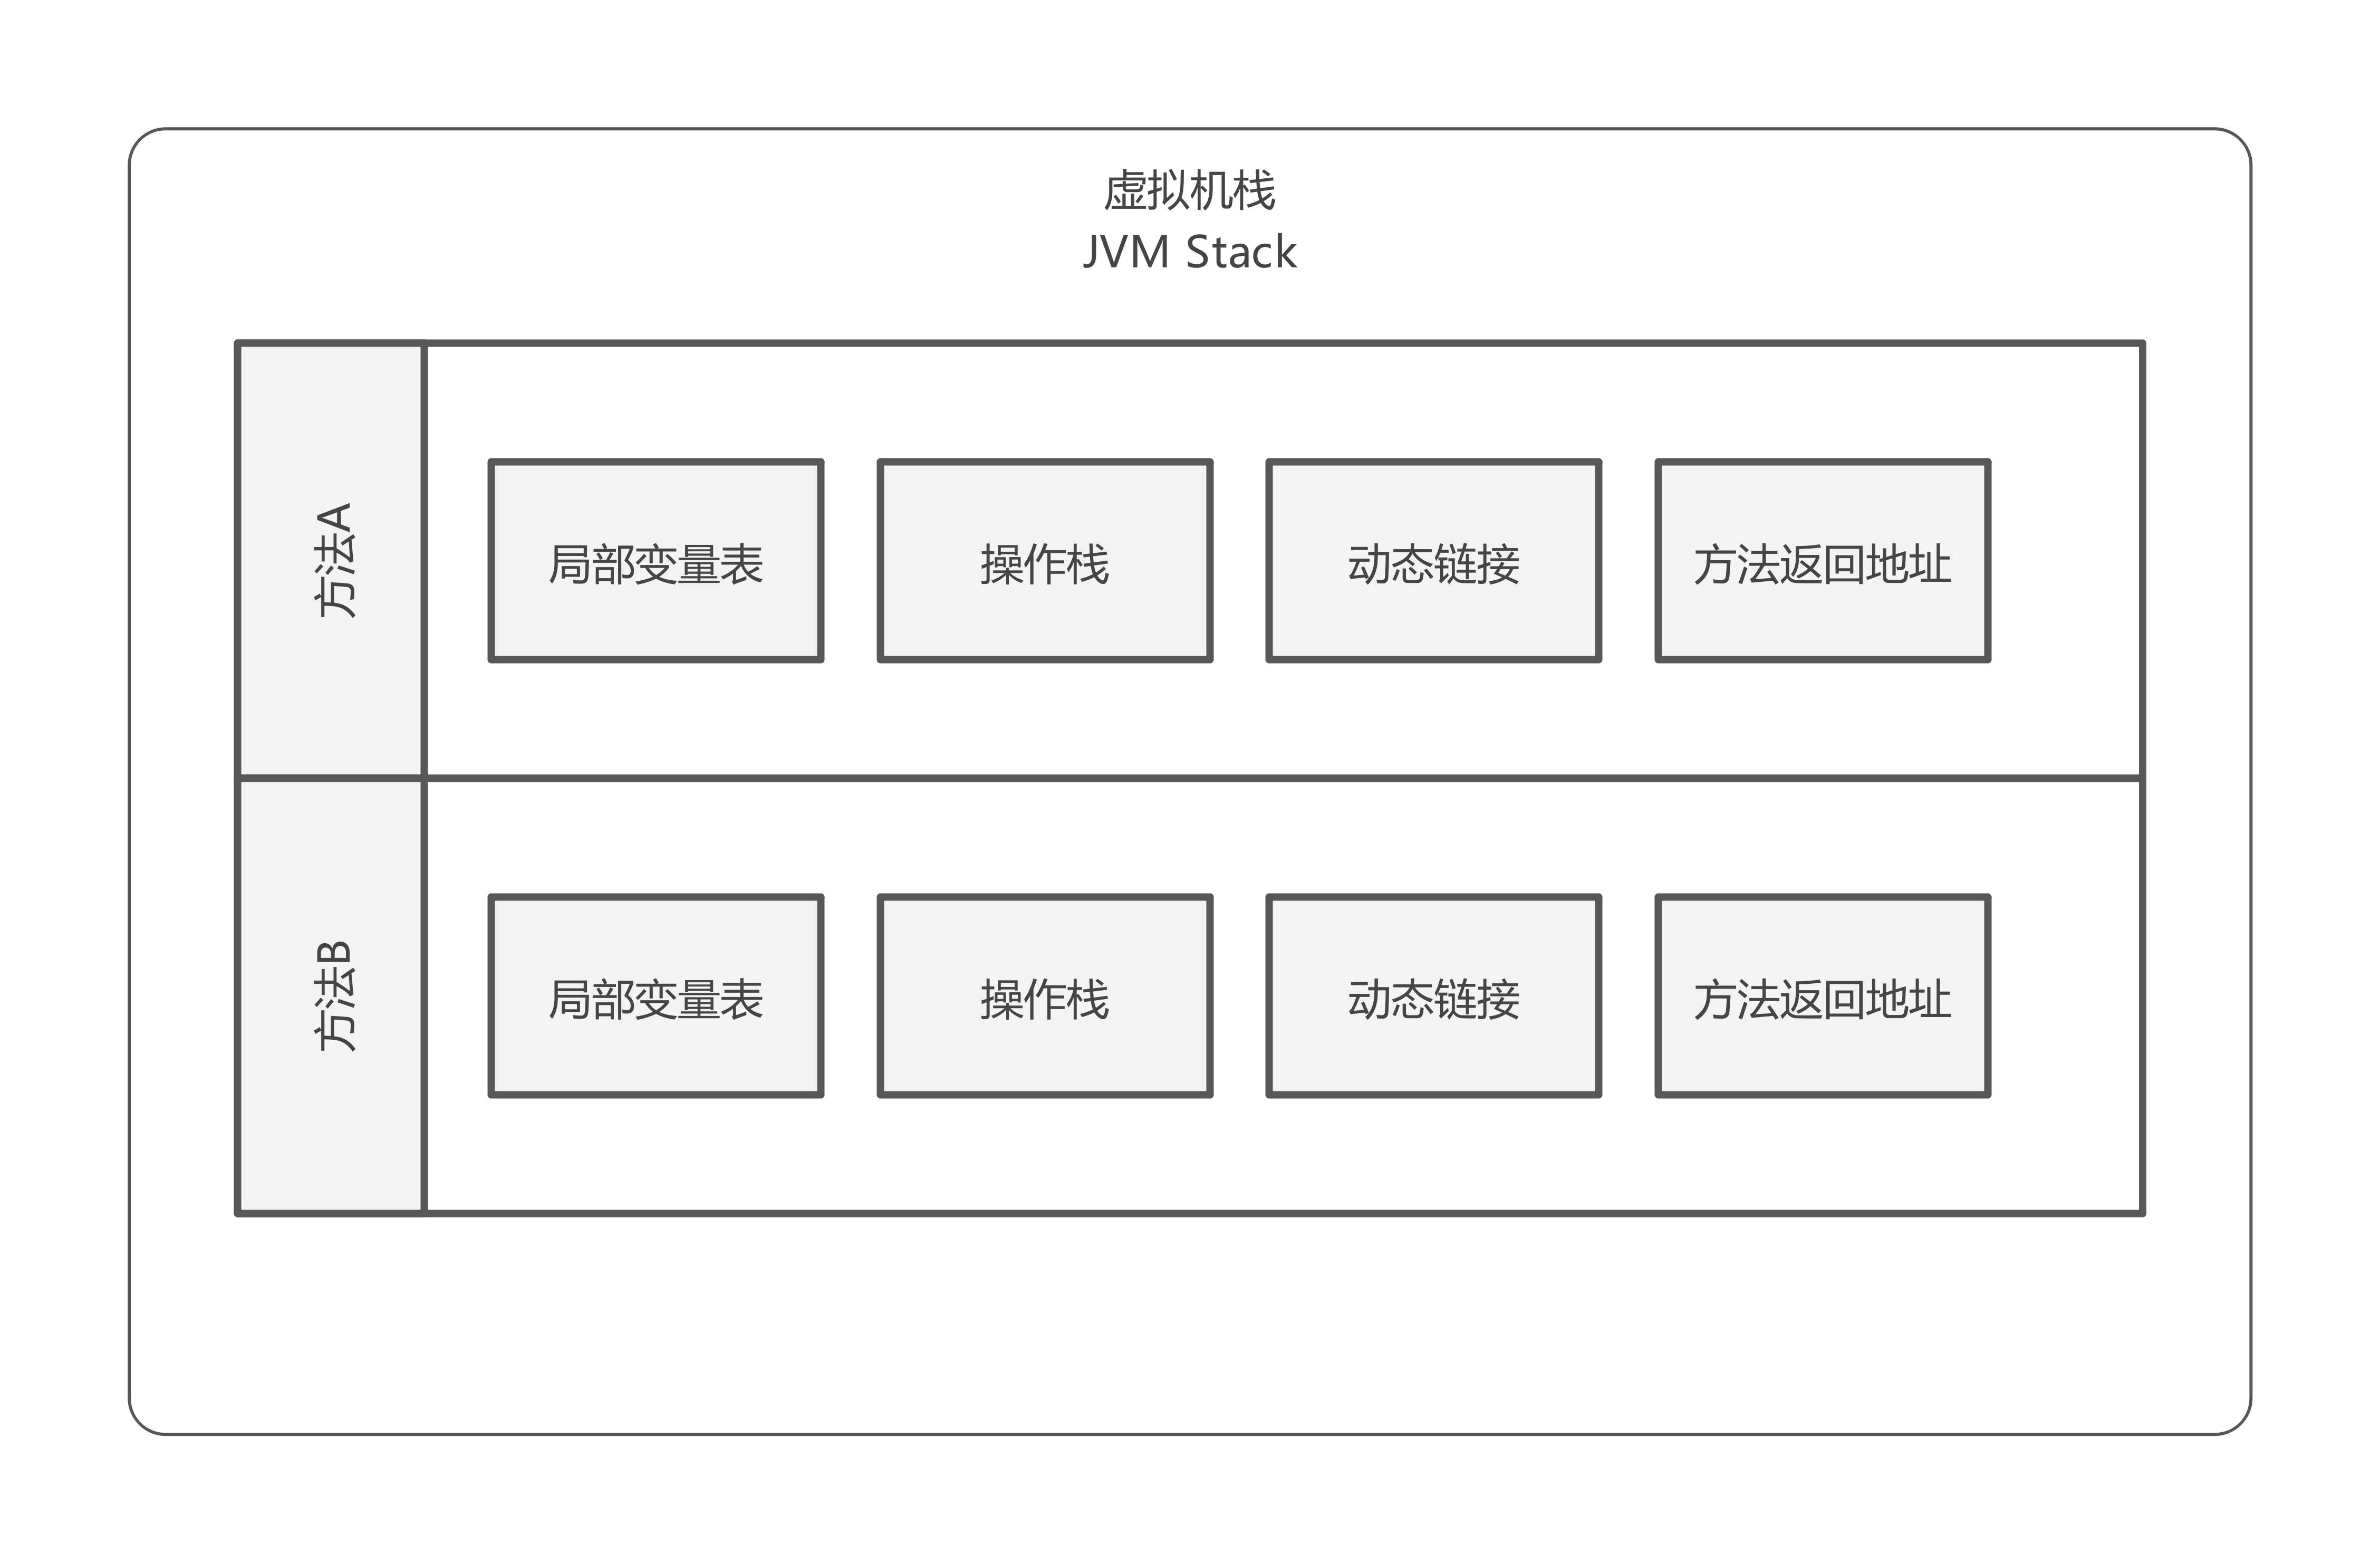 虚拟机栈
JVM Stack
方法A
局部变量表
操作栈
动态链接
方法返回地址
方法B
局部变量表
操作栈
动态链接
方法返回地址